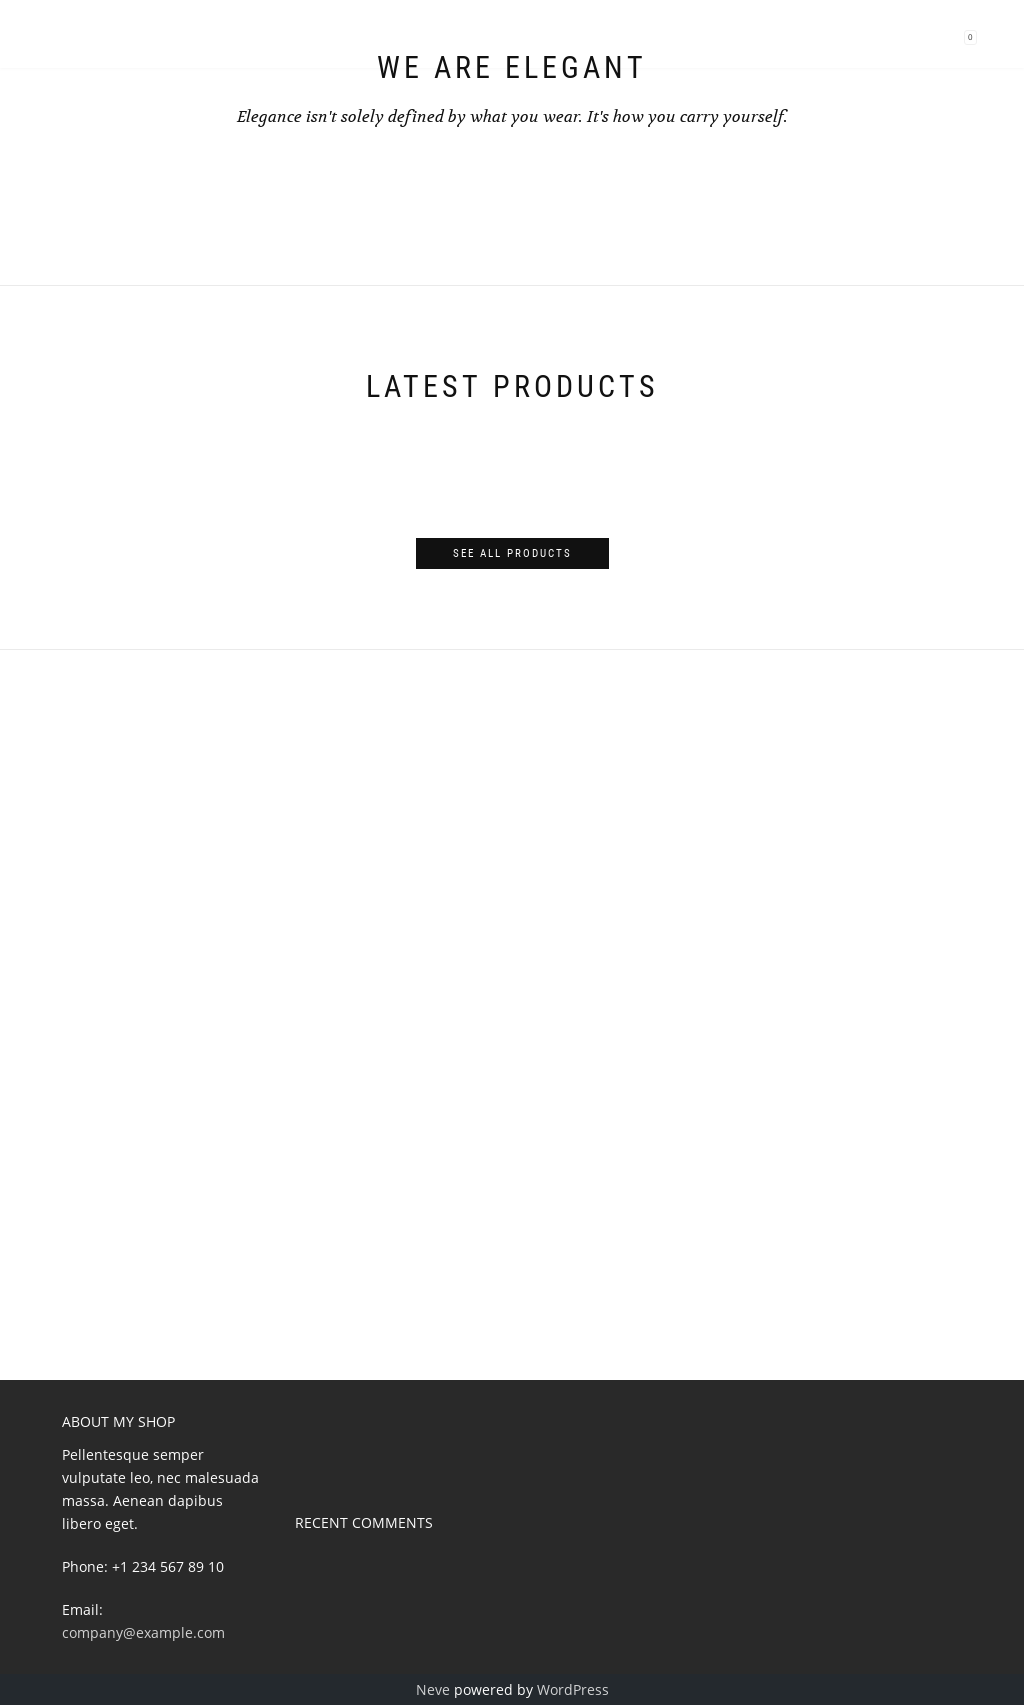 0
WE ARE ELEGANT
Elegance isn't solely defined by what you wear. It's how you carry yourself.
LATEST PRODUCTS
SEE ALL PRODUCTS
ABOUT MY SHOP
Pellentesque semper
vulputate leo, nec malesuada
massa. Aenean dapibus
libero eget.
Phone: +1 234 567 89 10
Email:
company@example.com
RECENT COMMENTS
Neve powered by WordPress